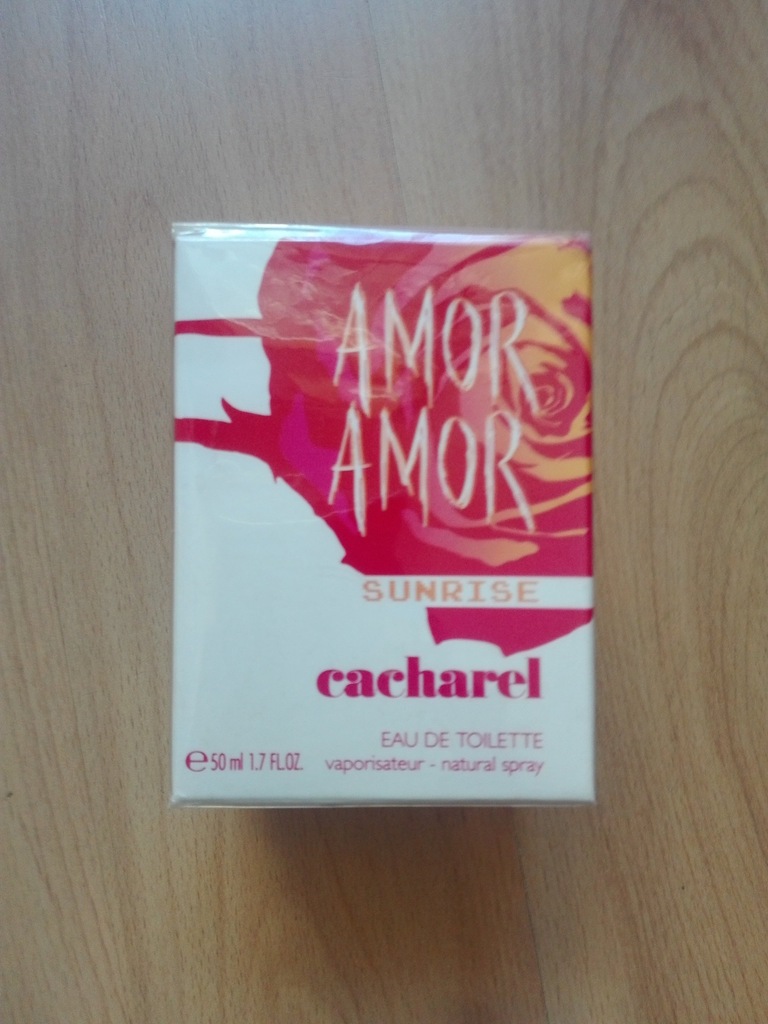 AMOR
AMOR
SUNRISE
cacharel
EAU DE TOILETTE
℮ 50 ml 1.7 FL.OZ. vaporisateur - natural spray